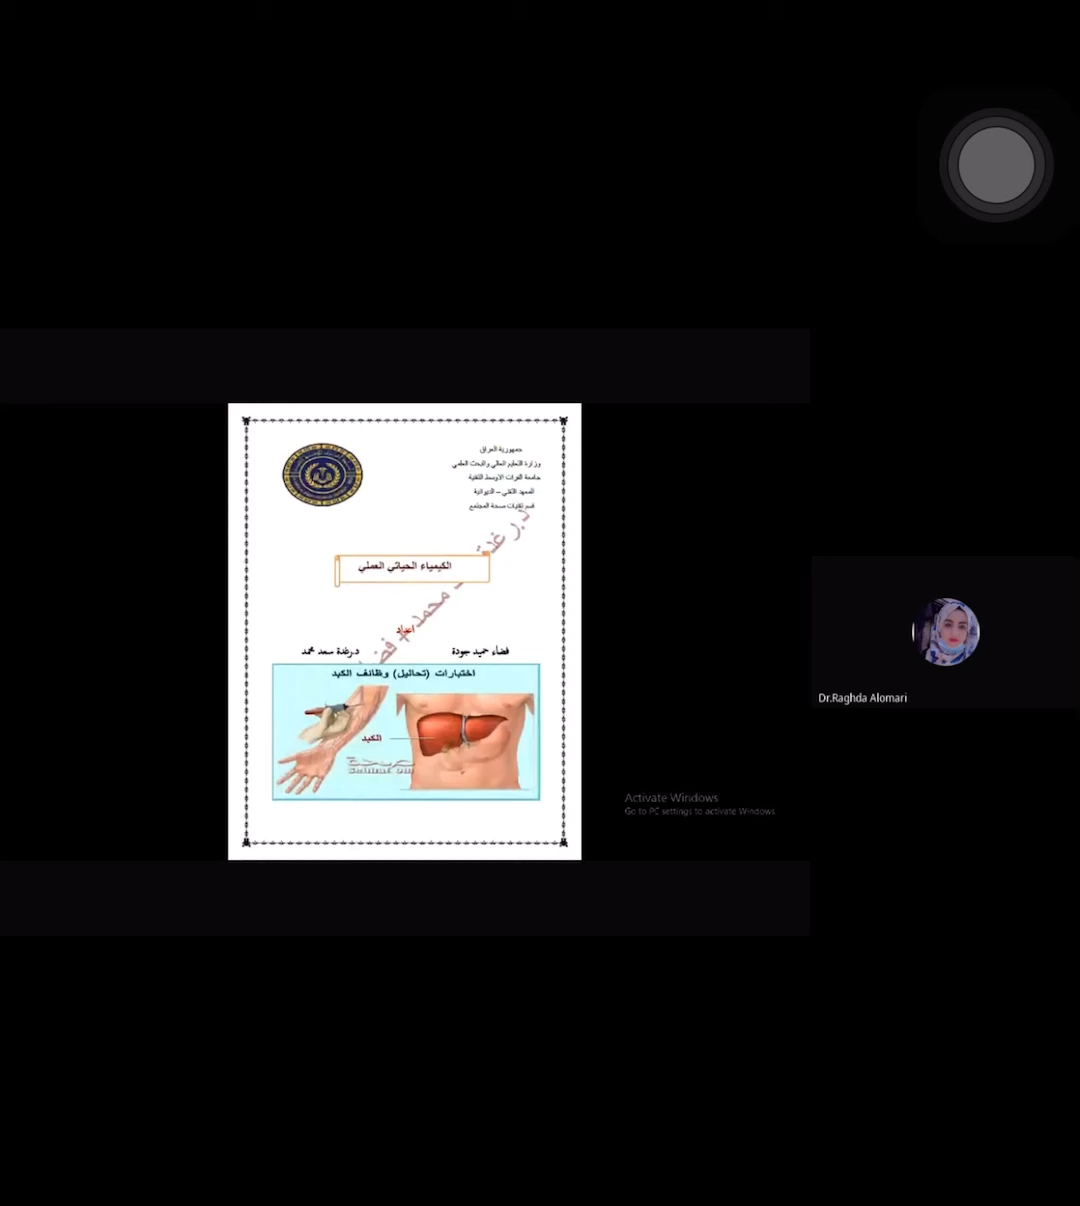 جمهورية العراق
وزارة التعليم العالي والبحث العلمي
جامعة الفرات الاوسط التقنية
المعهد التقني – الديوانية
قسم تقنيات صحة المجتمع
الكيمياء الحياتي العملي
اعداد
فضاء حميد جودة
د.رغدة سعد محمد
اختبارات (تحاليل) وظائف الكبد
الكبد
Dr.Raghda Alomari
Activate Windows
Go to PC settings to activate Windows